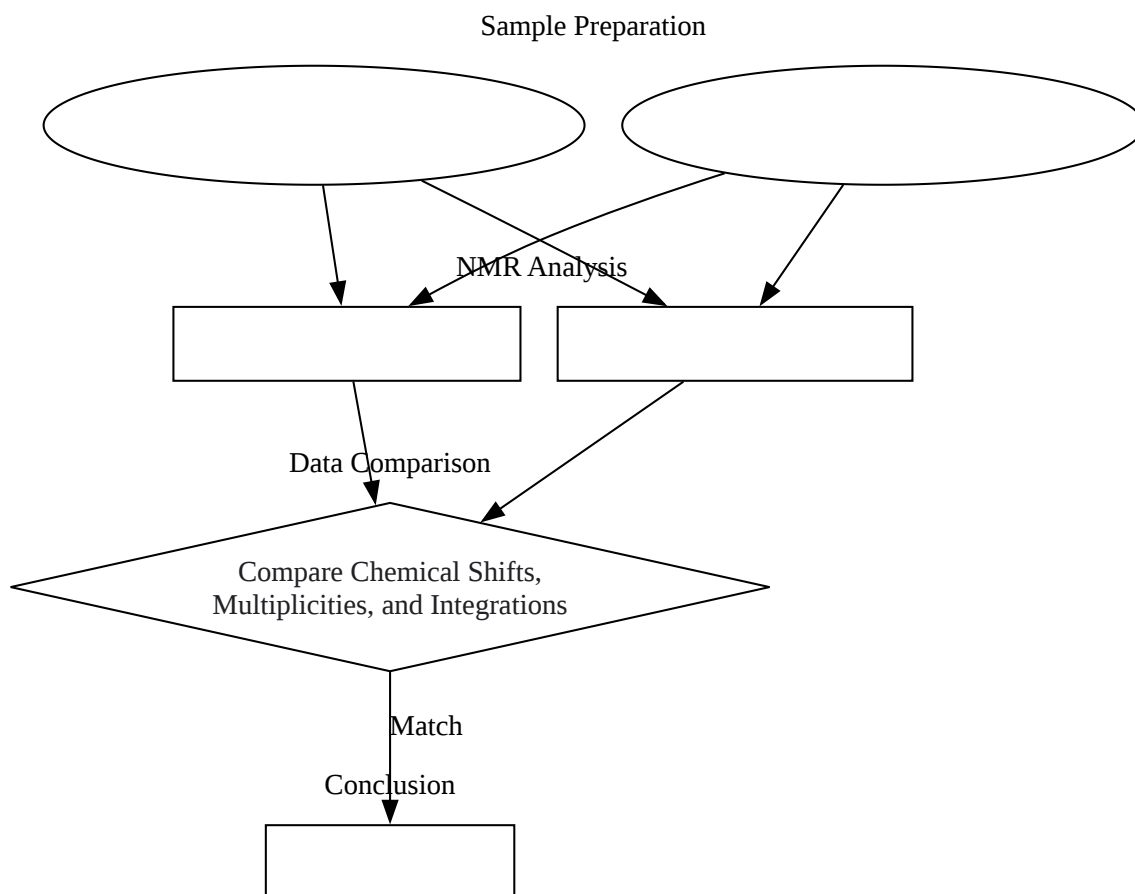 Sample Preparation
NMR Analysis
Data Comparison
Compare Chemical Shifts,
Multiplicities, and Integrations
Match
Conclusion